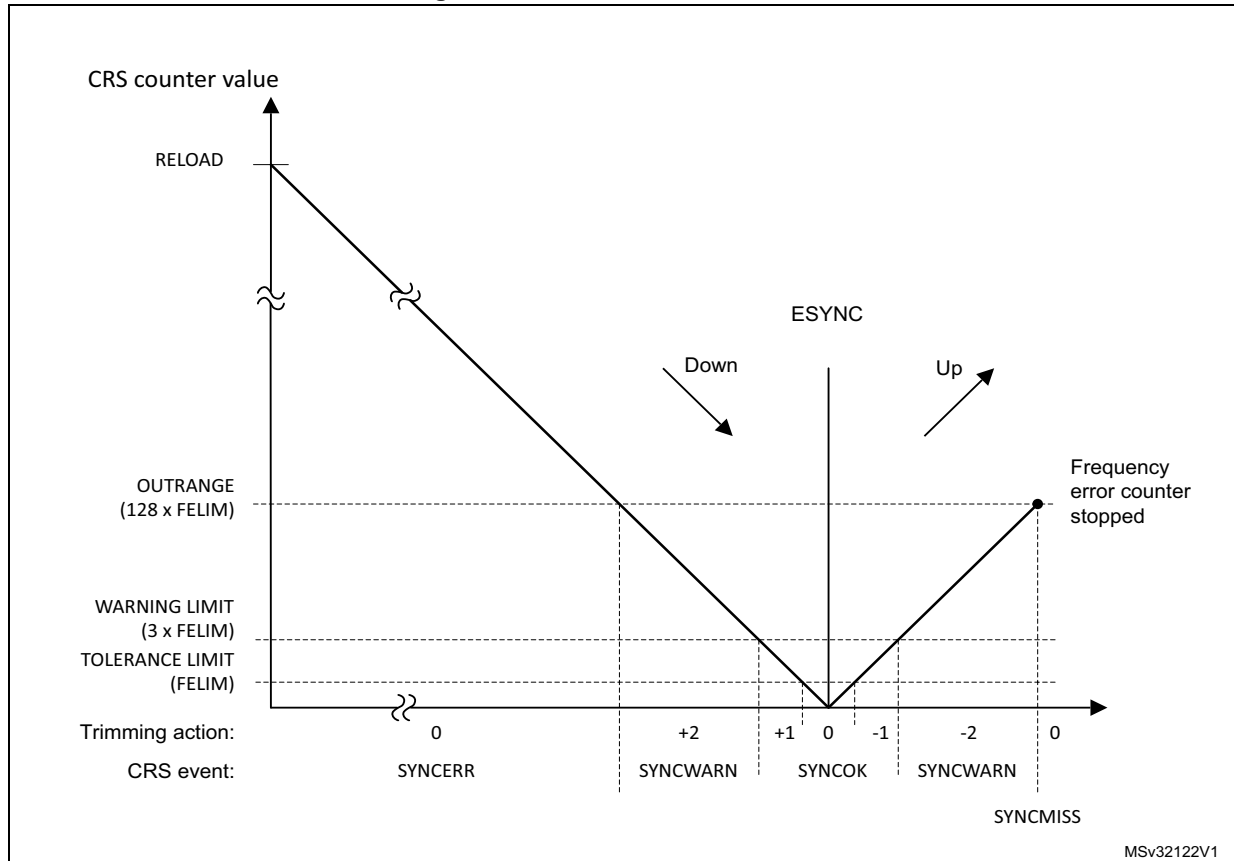 CRS counter value
RELOAD
ESYNC
Down
Up
Frequency
error counter
stopped
OUTRANGE
(128 x FELIM)
WARNING LIMIT
(3 x FELIM)
TOLERANCE LIMIT
(FELIM)
Trimming action: 0 +2 +1 0 -1 -2 0
CRS event: SYNCERR SYNCWARN SYNCOK SYNCWARN
SYNCMISS
MSv32122V1